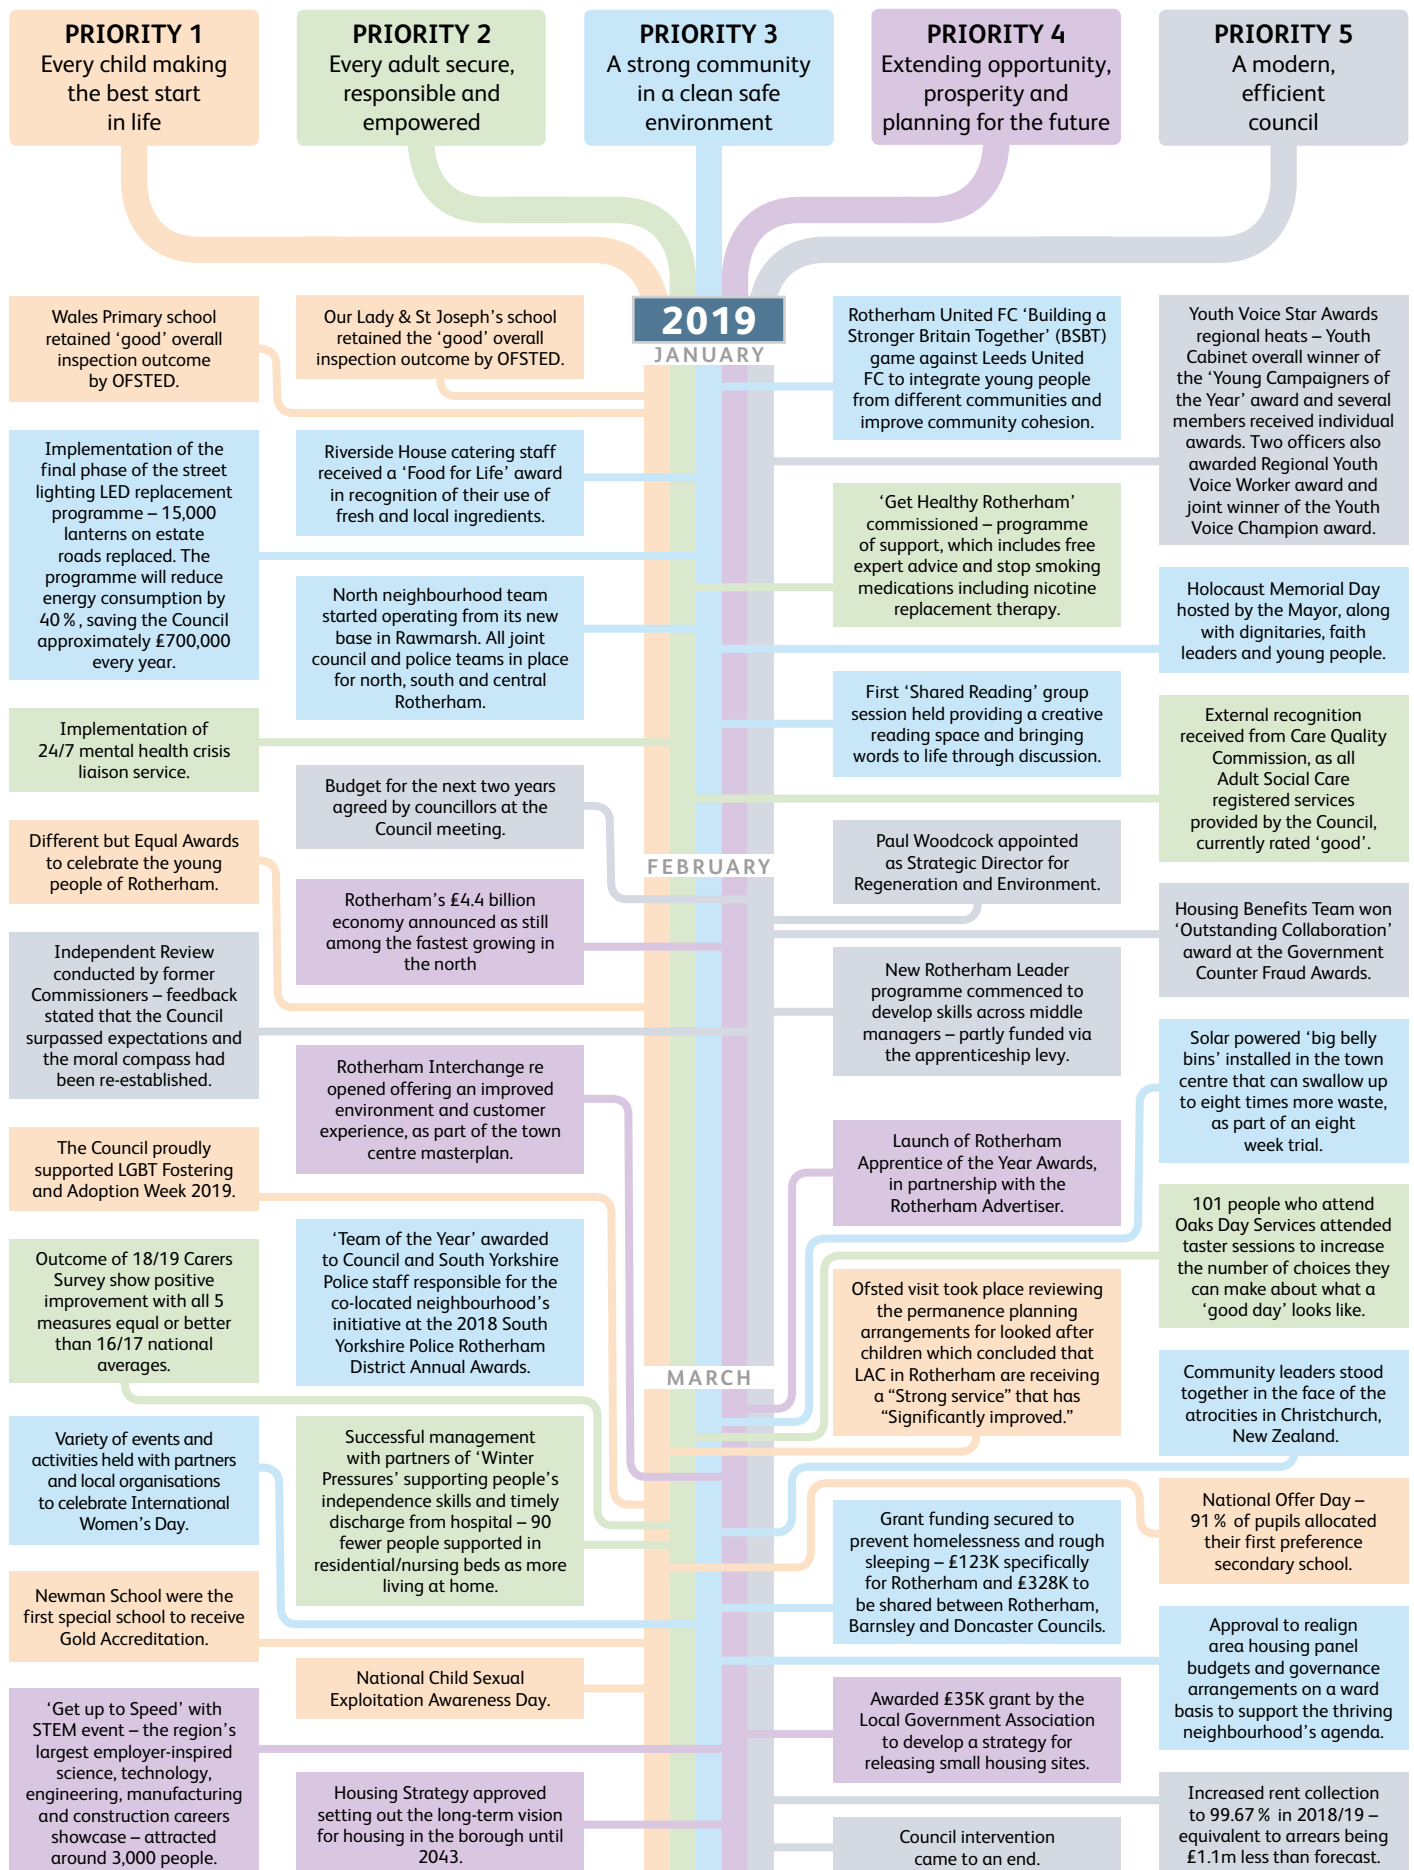 PRIORITY 1
Every child making
the best start
in life
PRIORITY 2
Every adult secure,
responsible and
empowered
PRIORITY 3
A strong community
in a clean safe
environment
PRIORITY 4
Extending opportunity,
prosperity and
planning for the future
PRIORITY 5
A modern,
efficient
council
2019
JANUARY
Wales Primary school
retained ‘good’ overall
inspection outcome
by OFSTED.
Our Lady & St Joseph’s school
retained the ‘good’ overall
inspection outcome by OFSTED.
Rotherham United FC ‘Building a
Stronger Britain Together’ (BSBT)
game against Leeds United
FC to integrate young people
from different communities and
improve community cohesion.
Youth Voice Star Awards
regional heats – Youth
Cabinet overall winner of
the ‘Young Campaigners of
the Year’ award and several
members received individual
awards. Two officers also
awarded Regional Youth
Voice Worker award and
joint winner of the Youth
Voice Champion award.
Implementation of the
final phase of the street
lighting LED replacement
programme – 15,000
lanterns on estate
roads replaced. The
programme will reduce
energy consumption by
40%, saving the Council
approximately £700,000
every year.
Riverside House catering staff
received a ‘Food for Life’ award
in recognition of their use of
fresh and local ingredients.
‘Get Healthy Rotherham’
commissioned – programme
of support, which includes free
expert advice and stop smoking
medications including nicotine
replacement therapy.
North neighbourhood team
started operating from its new
base in Rawmarsh. All joint
council and police teams in place
for north, south and central
Rotherham.
Holocaust Memorial Day
hosted by the Mayor, along
with dignitaries, faith
leaders and young people.
First ‘Shared Reading’ group
session held providing a creative
reading space and bringing
words to life through discussion.
Implementation of
24/7 mental health crisis
liaison service.
External recognition
received from Care Quality
Commission, as all
Adult Social Care
registered services
provided by the Council,
currently rated ‘good’.
Budget for the next two years
agreed by councillors at the
Council meeting.
Different but Equal Awards
to celebrate the young
people of Rotherham.
Paul Woodcock appointed
as Strategic Director for
Regeneration and Environment.
FEBRUARY
Rotherham’s £4.4 billion
economy announced as still
among the fastest growing in
the north
Housing Benefits Team won
‘Outstanding Collaboration’
award at the Government
Counter Fraud Awards.
Independent Review
conducted by former
Commissioners – feedback
stated that the Council
surpassed expectations and
the moral compass had
been re-established.
New Rotherham Leader
programme commenced to
develop skills across middle
managers – partly funded via
the apprenticeship levy.
Solar powered ‘big belly
bins’ installed in the town
centre that can swallow up
to eight times more waste,
as part of an eight
week trial.
Rotherham Interchange re
opened offering an improved
environment and customer
experience, as part of the town
centre masterplan.
Launch of Rotherham
Apprentice of the Year Awards,
in partnership with the
Rotherham Advertiser.
The Council proudly
supported LGBT Fostering
and Adoption Week 2019.
101 people who attend
Oaks Day Services attended
taster sessions to increase
the number of choices they
can make about what a
‘good day’ looks like.
‘Team of the Year’ awarded
to Council and South Yorkshire
Police staff responsible for the
co-located neighbourhood’s
initiative at the 2018 South
Yorkshire Police Rotherham
District Annual Awards.
Outcome of 18/19 Carers
Survey show positive
improvement with all 5
measures equal or better
than 16/17 national
averages.
Ofsted visit took place reviewing
the permanence planning
arrangements for looked after
children which concluded that
LAC in Rotherham are receiving
a “Strong service” that has
“Significantly improved.”
MARCH
Community leaders stood
together in the face of the
atrocities in Christchurch,
New Zealand.
Variety of events and
activities held with partners
and local organisations
to celebrate International
Women’s Day.
Successful management
with partners of ‘Winter
Pressures’ supporting people’s
independence skills and timely
discharge from hospital – 90
fewer people supported in
residential/nursing beds as more
living at home.
National Offer Day –
91% of pupils allocated
their first preference
secondary school.
Grant funding secured to
prevent homelessness and rough
sleeping – £123K specifically
for Rotherham and £328K to
be shared between Rotherham,
Barnsley and Doncaster Councils.
Newman School were the
first special school to receive
Gold Accreditation.
Approval to realign
area housing panel
budgets and governance
arrangements on a ward
basis to support the thriving
neighbourhood’s agenda.
National Child Sexual
Exploitation Awareness Day.
Awarded £35K grant by the
Local Government Association
to develop a strategy for
releasing small housing sites.
‘Get up to Speed’ with
STEM event – the region’s
largest employer-inspired
science, technology,
engineering, manufacturing
and construction careers
showcase – attracted
around 3,000 people.
Housing Strategy approved
setting out the long-term vision
for housing in the borough until
2043.
Council intervention
came to an end.
Increased rent collection
to 99.67% in 2018/19 –
equivalent to arrears being
£1.1m less than forecast.